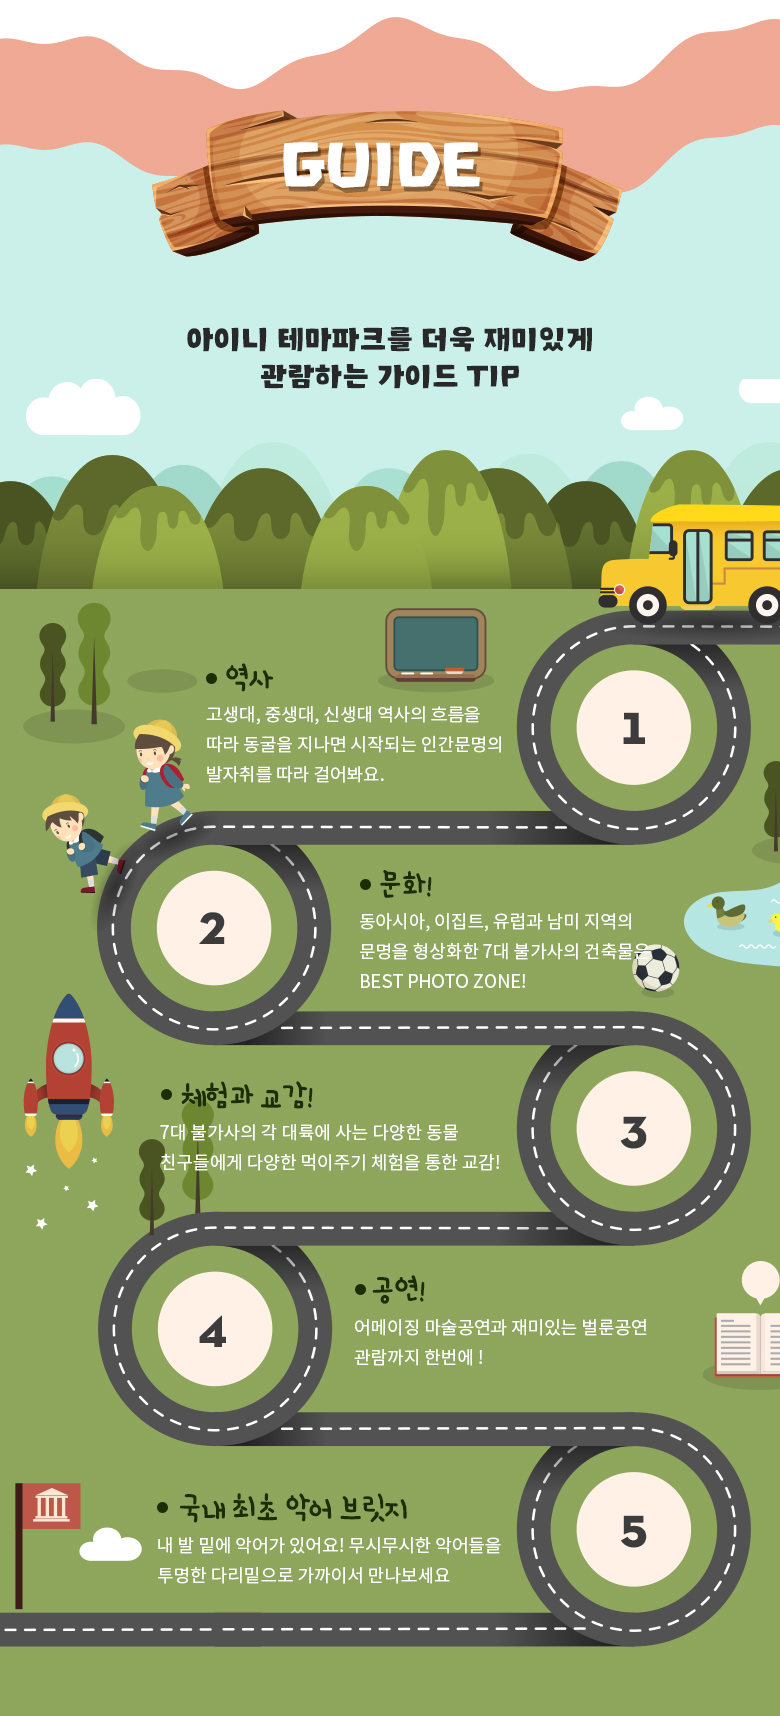 GUIDE
아이니 테마파크를 더욱 재미있게
관람하는 가이드 TIP
• 역사
고생대, 중생대, 신생대 역사의 흐름을
따라 동굴을 지나면 시작되는 인간문명의
발자취를 따라 걸어봐요.
1
2
• 문화!
동아시아, 이집트, 유럽과 남미 지역의
문명을 형상화한 7대 불가사의 건축물은
BEST PHOTO ZONE!
• 체험과 교감!
7대 불가사의 각 대륙에 사는 다양한 동물
친구들에게 다양한 먹이주기 체험을 통한 교감!
3
4
• 공연!
어메이징 마술공연과 재미있는 벌룬공연
관람까지 한번에 !
• 국내 최초 악어 브릿지
내 발 밑에 악어가 있어요! 무시무시한 악어들을
투명한 다리밑으로 가까이서 만나보세요
5